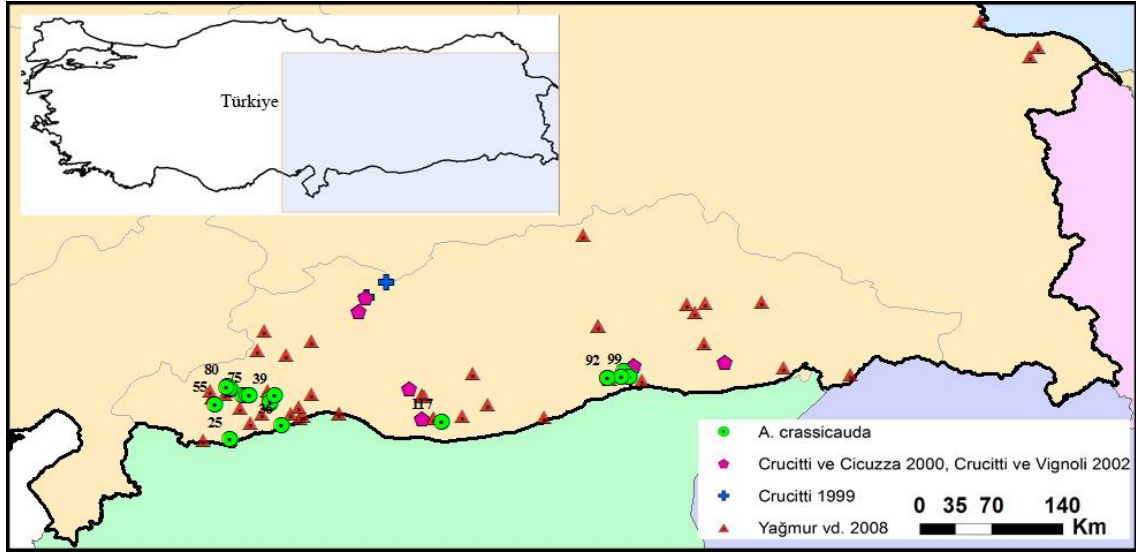 Türkiye
80
75
39
55
36
25
92
99
117
A. crassicauda
Crucitti ve Cicuzza 2000, Crucitti ve Vignoli 2002
Crucitti 1999
Yağmur vd. 2008
0 35 70 140
Km